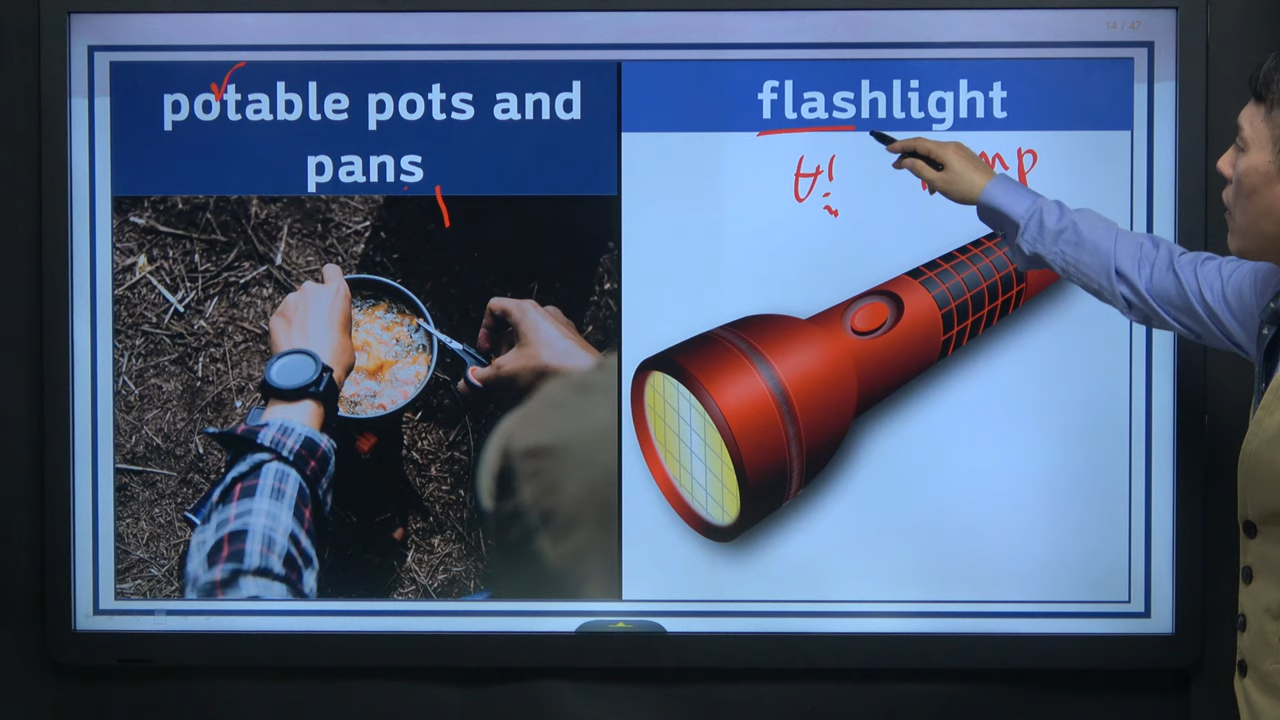 14 / 47
potable pots and
pans
flashlight